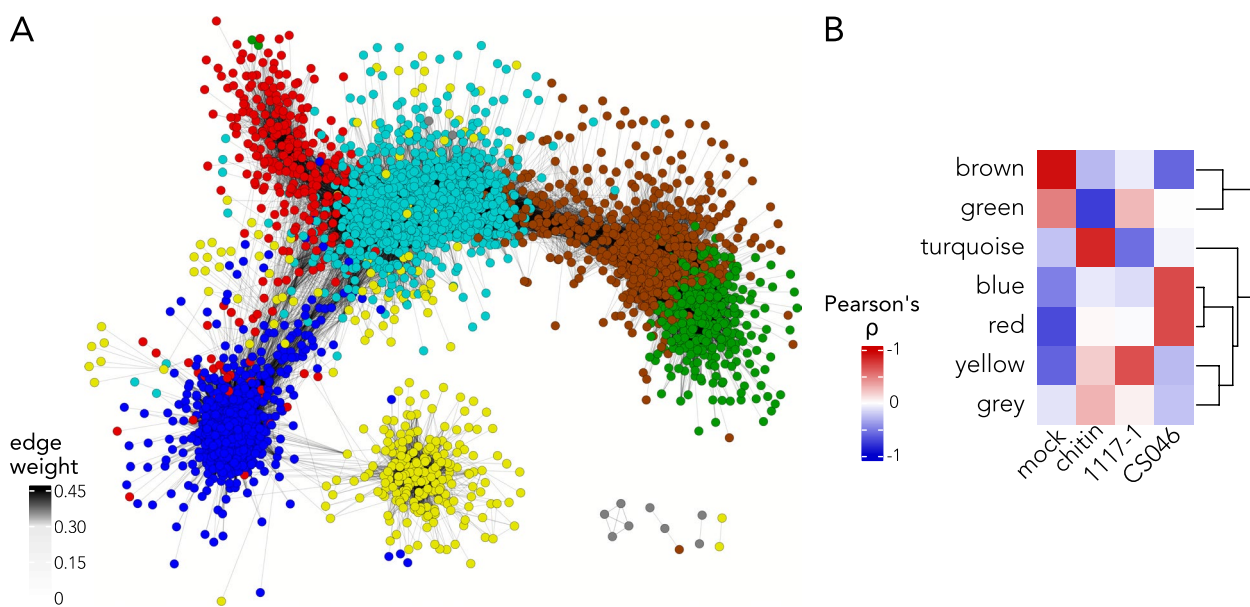 A
B
brown
green
turquoise
blue
red
yellow
grey
mock
chitin
1117-1
CS046
Pearson's
ρ
-1
0
-1
edge
weight
0.45
0.30
0.15
0